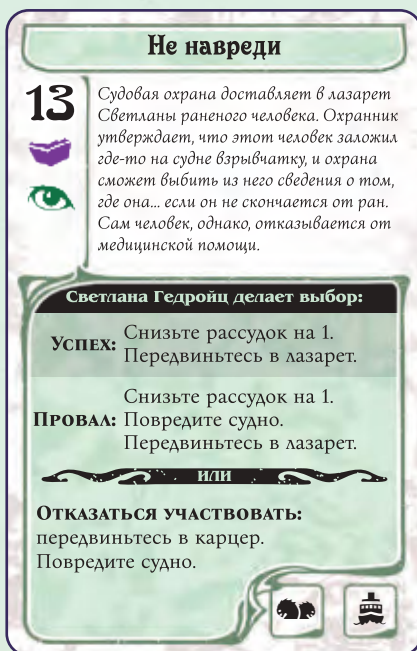 Не навреди
13
Судовая охрана доставляет в лазарет
Светланы раненого человека. Охранник
утверждает, что этот человек заложил
где-то на судне взрывчатку, и охрана
сможет выбить из него сведения о том,
где она... если он не скончается от ран.
Сам человек, однако, отказывается от
медицинской помощи.
Светлана Гедройц делает выбор:
Успех: Снизьте рассудок на 1.
Передвиньтесь в лазарет.
Снизьте рассудок на 1.
Провал: Повредите судно.
Передвиньтесь в лазарет.
или
Отказаться участвовать:
передвиньтесь в карцер.
Повредите судно.